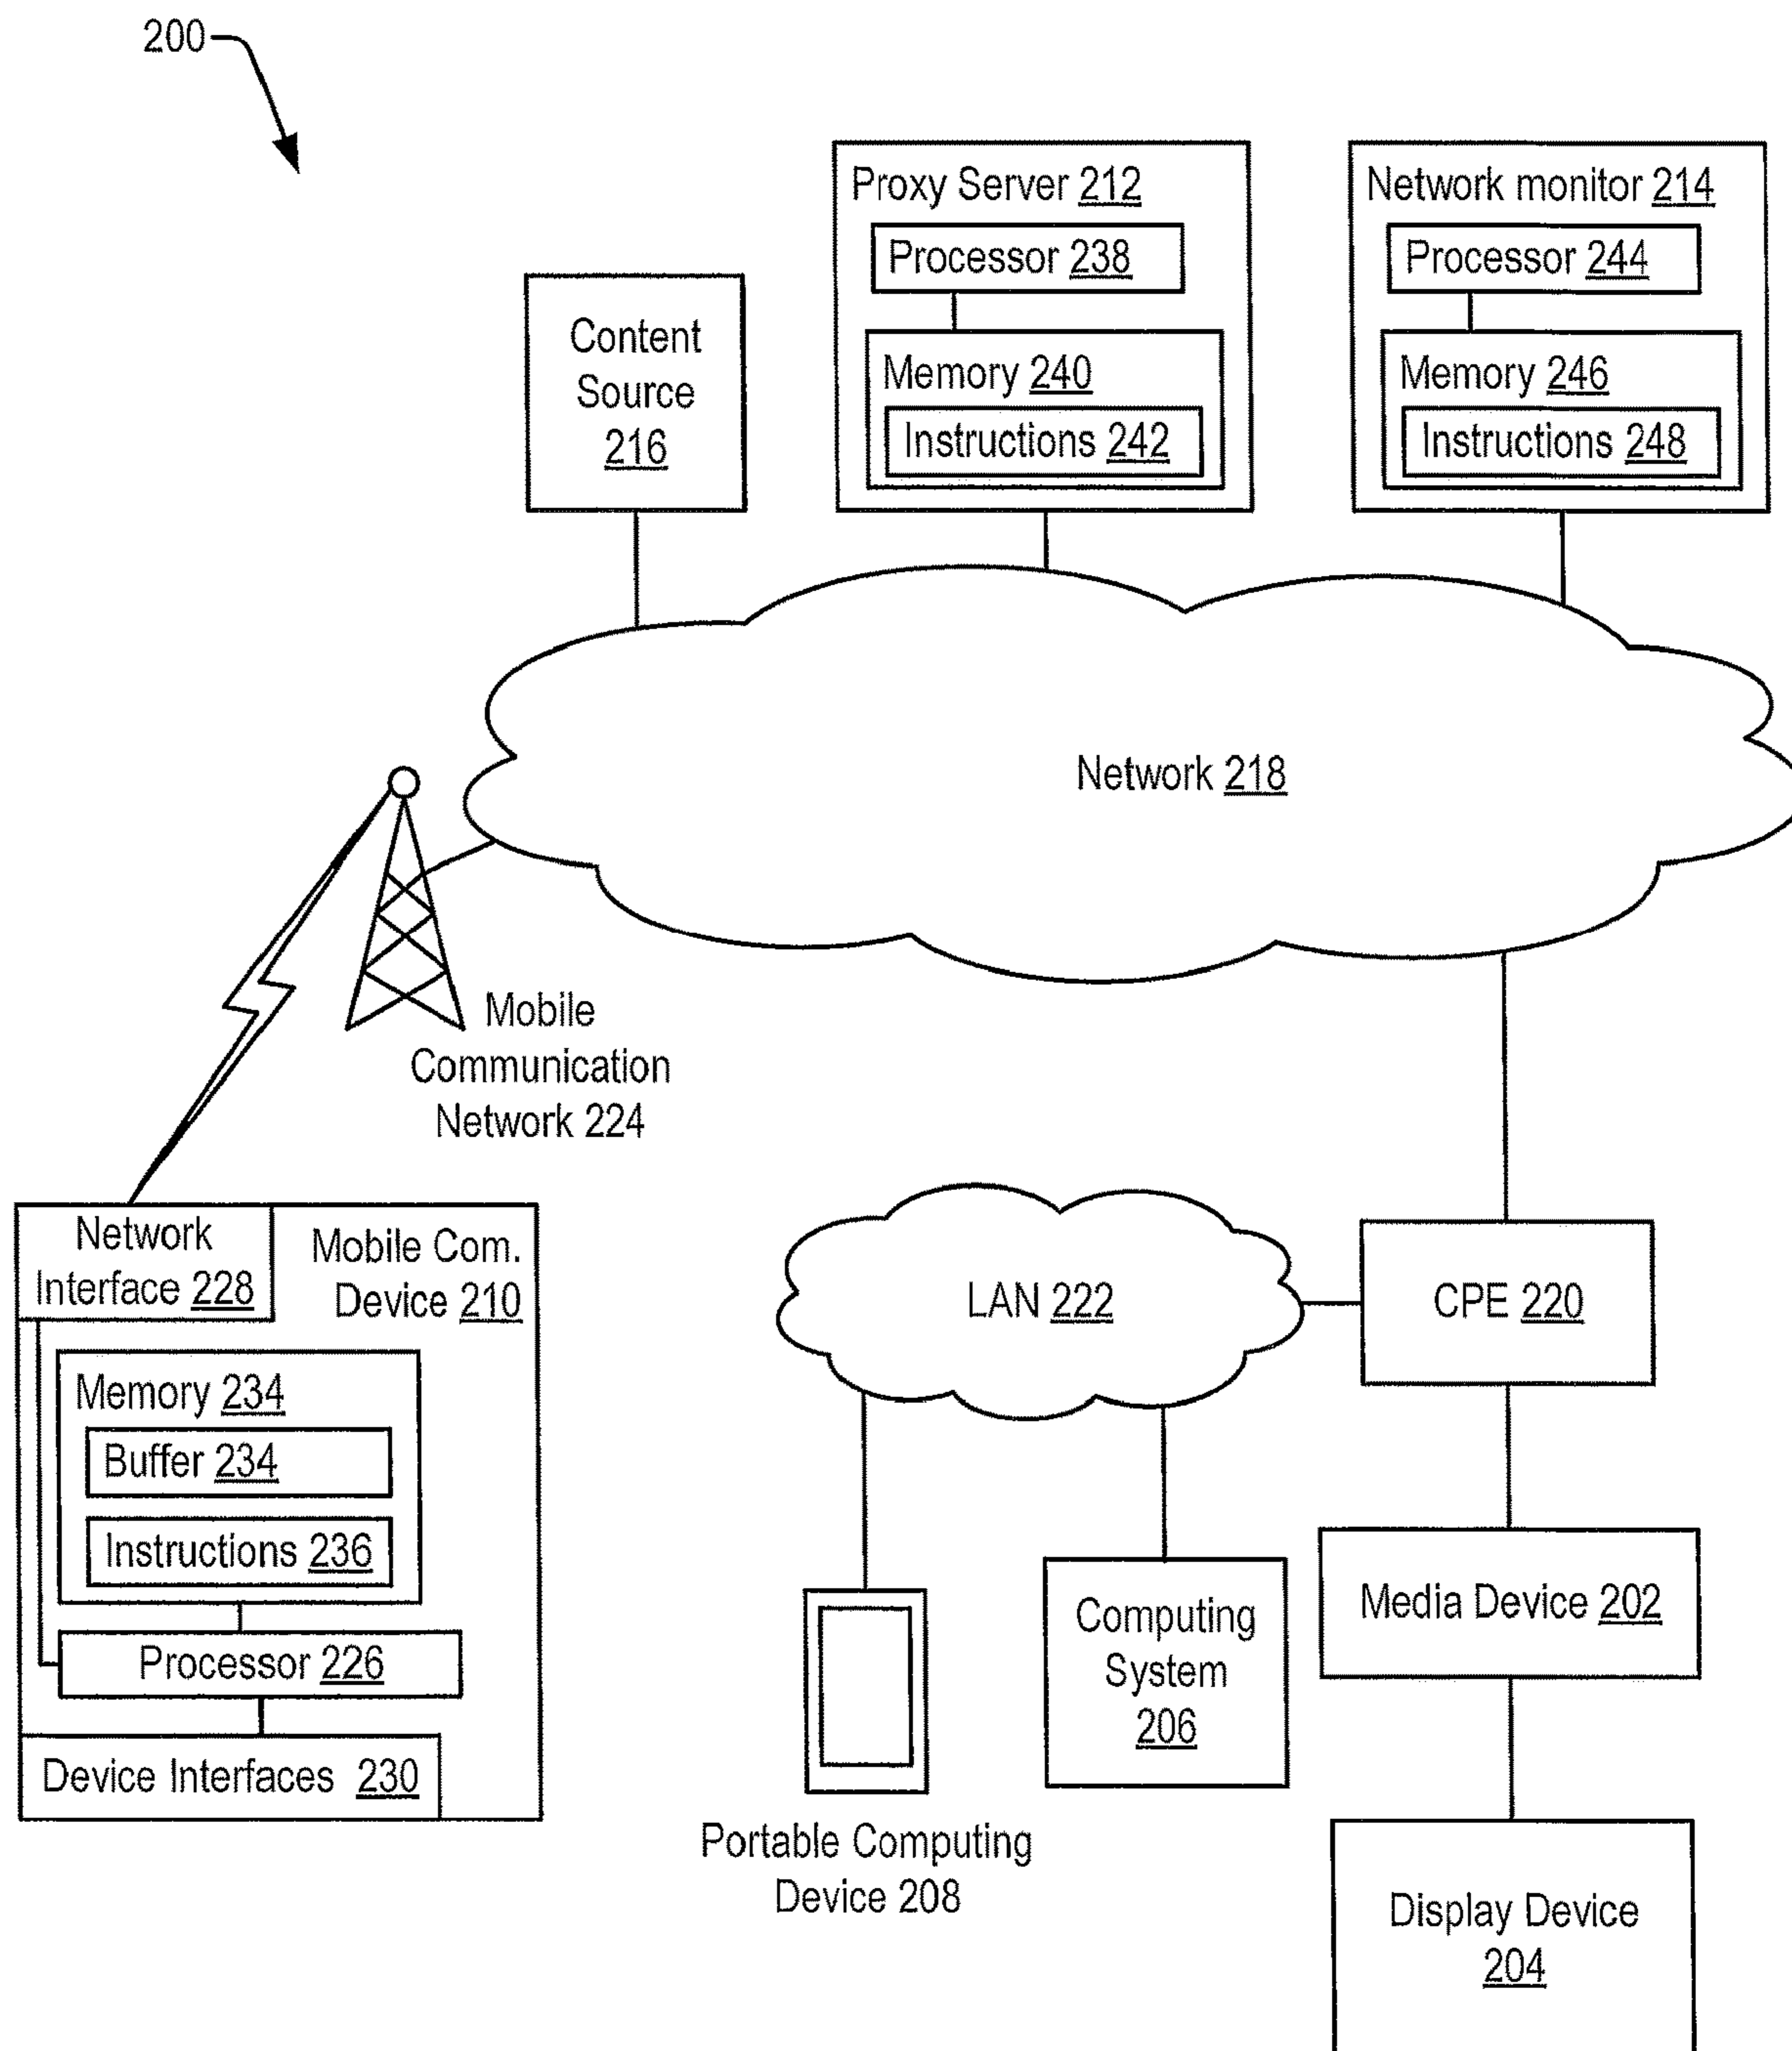 200
Proxy Server 212
Processor 238
Memory 240
Instructions 242
Network monitor 214
Processor 244
Memory 246
Instructions 248
Content
Source
216
Network 218
Mobile
Communication
Network 224
Network
Interface 228
Mobile Com.
Device 210
Memory 234
Buffer 234
Instructions 236
Processor 226
Device Interfaces 230
LAN 222
CPE 220
Computing
System
206
Media Device 202
Portable Computing
Device 208
Display Device
204